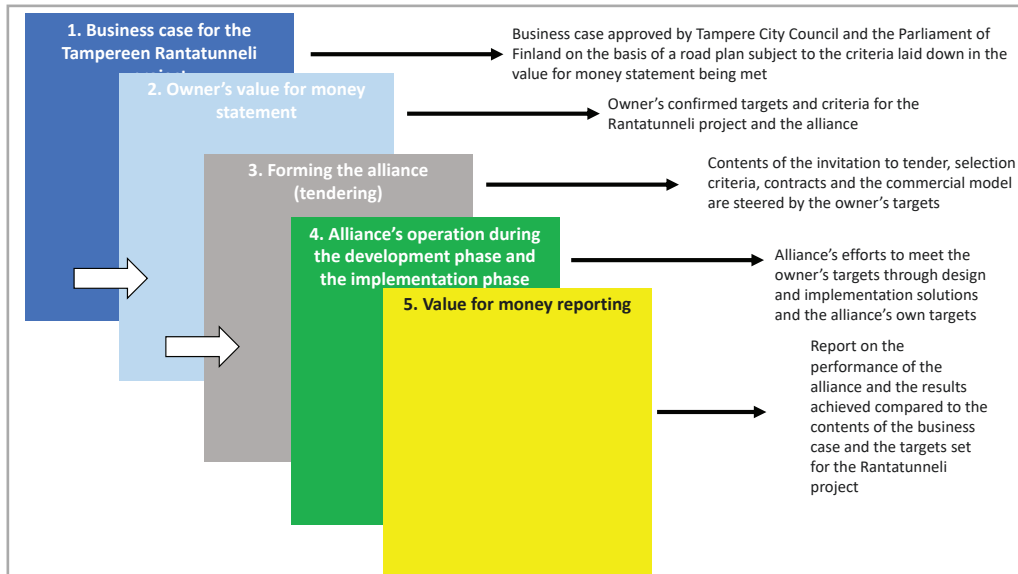 1. Business case for the
Tampereen Rantatunneli
Business case approved by Tampere City Council and the Parliament of
Finland on the basis of a road plan subject to the criteria laid down in the
value for money statement being met
2. Owner's value for money
statement
Owner's confirmed targets and criteria for the
Rantatunneli project and the alliance
3. Forming the alliance
(tendering)
Contents of the invitation to tender, selection
criteria, contracts and the commercial model
are steered by the owner's targets
4. Alliance's operation during
the development phase and
the implementation phase
Alliance's efforts to meet the
owner's targets through design
and implementation solutions
and the alliance's own targets
5. Value for money reporting
Report on the
performance of the
alliance and the results
achieved compared to the
contents of the business
case and the targets set
for the Rantatunneli
project